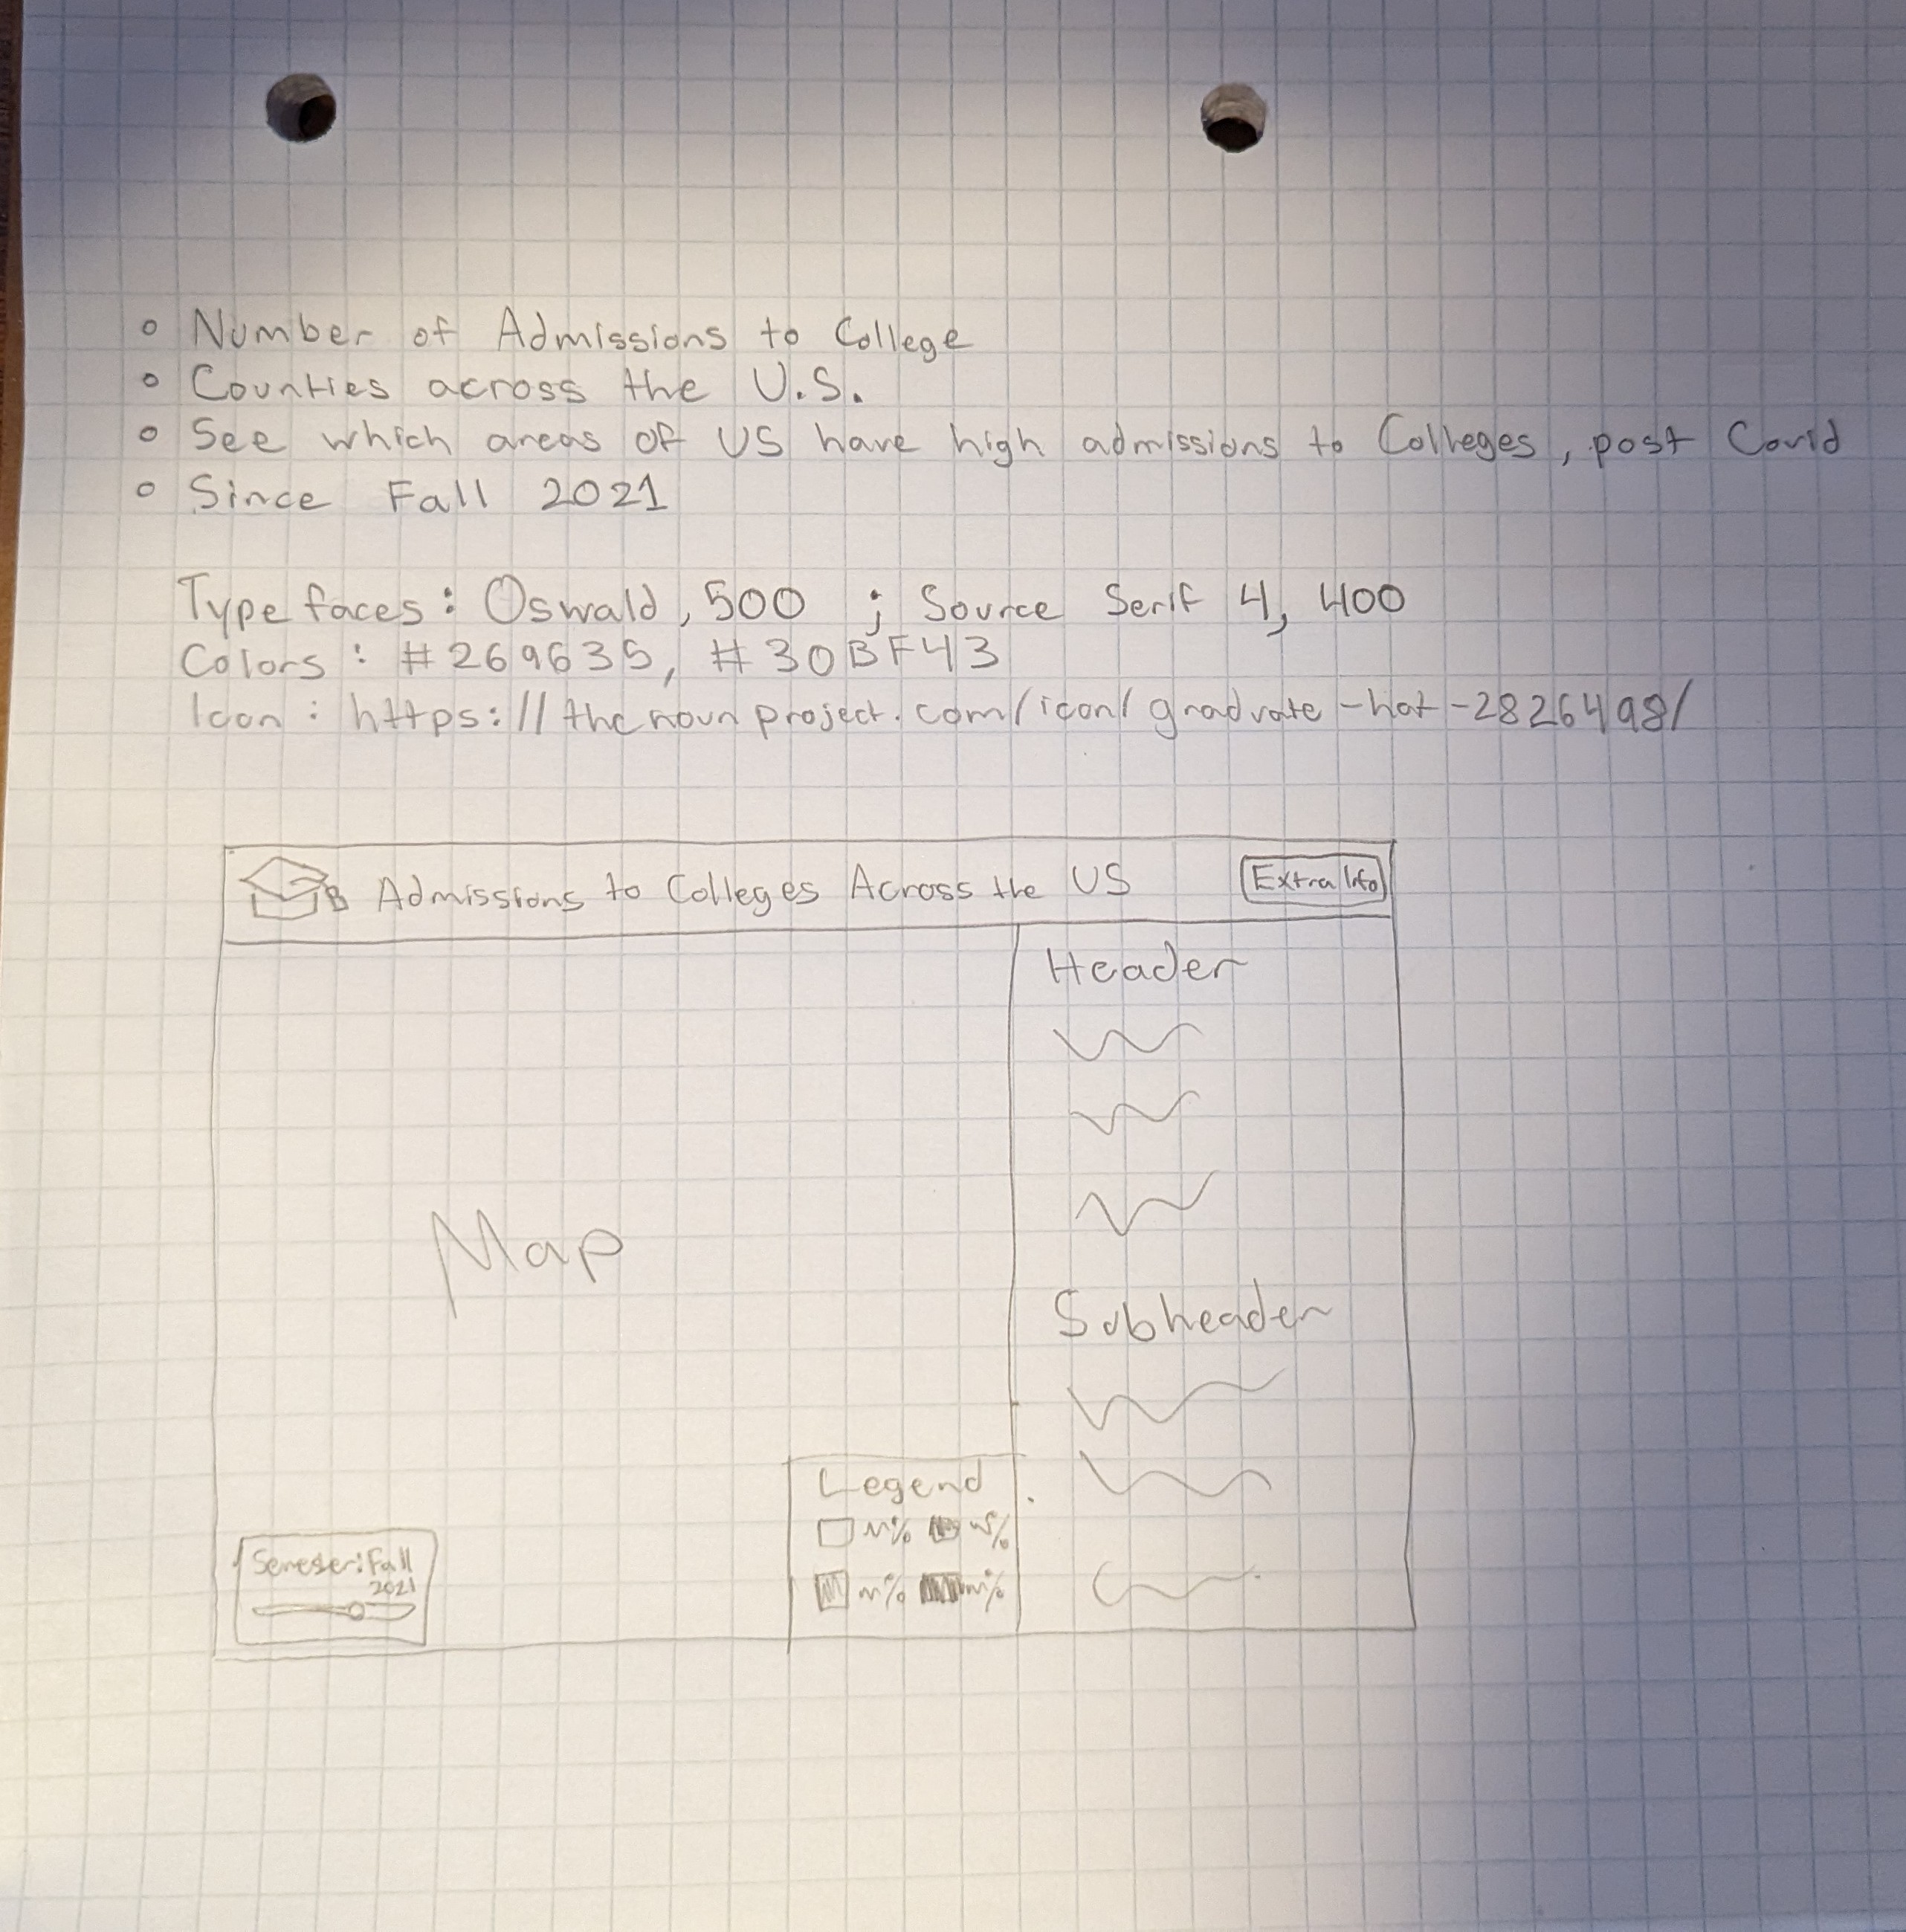 Number of Admissions to College
Counties across the U.S.
See which areas of US have high admissions to Colleges, post Covid
Since Fall 2021
Type faces: Oswald, 500 ; Source Serif 4, 400
Colors: #269635, #30BF43
Icon: https://thenounproject.com/icon/graduate-hat-2826498/
Admissions to Colleges Across the US
Extra Info
Header
Map
Subheader
Legend
% %
% %
Semester: Fall
2021